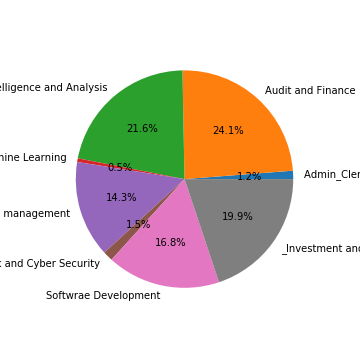 elligence and Analysis
Audit and Finance
21.6%
24.1%
hine Learning
0.5%
1.2%
Admin_Cler
14.3%
19.9%
management
1.5%
16.8%
_Investment and
t and Cyber Security
Softwrae Development